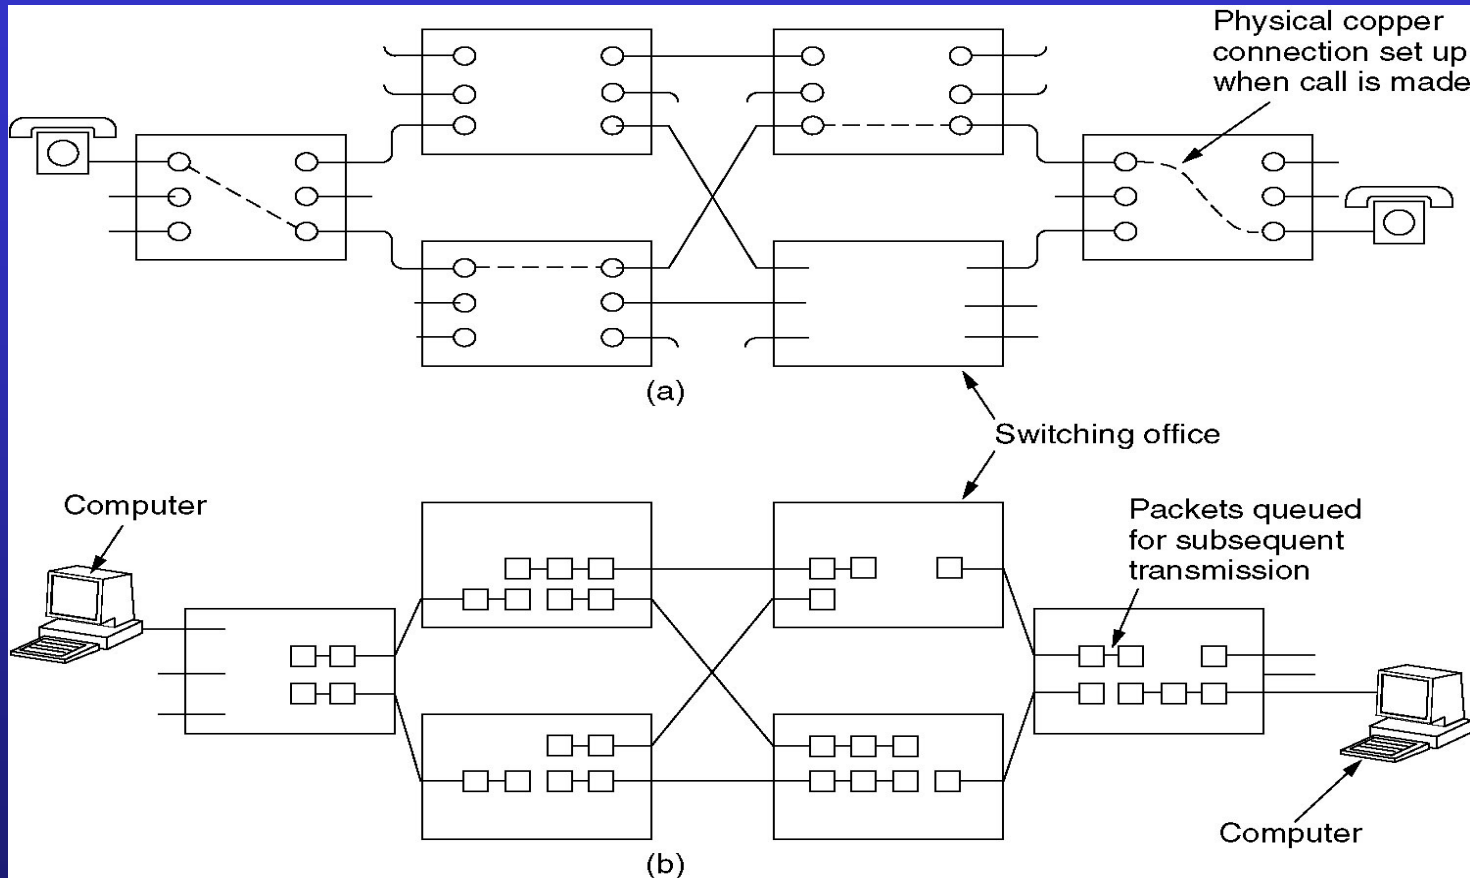 Physical copper
connection set up
when call is made
(a)
Switching office
Computer
Packets queued
for subsequent
transmission
Computer
(b)